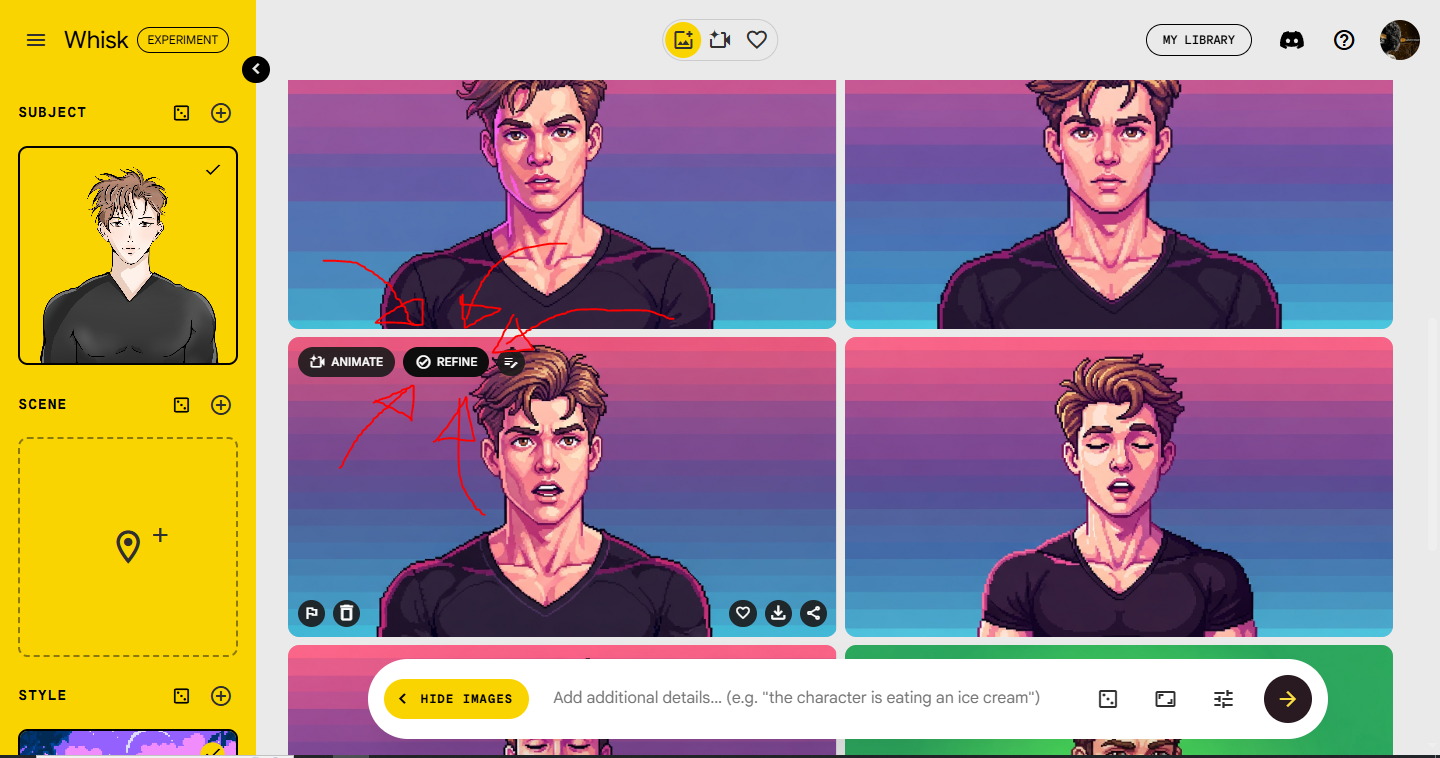 Whisk EXPERIMENT
MY LIBRARY
SUBJECT
ANIMATE
REFINE
SCENE
STYLE
HIDE IMAGES
Add additional details... (e.g. "the character is eating an ice cream")